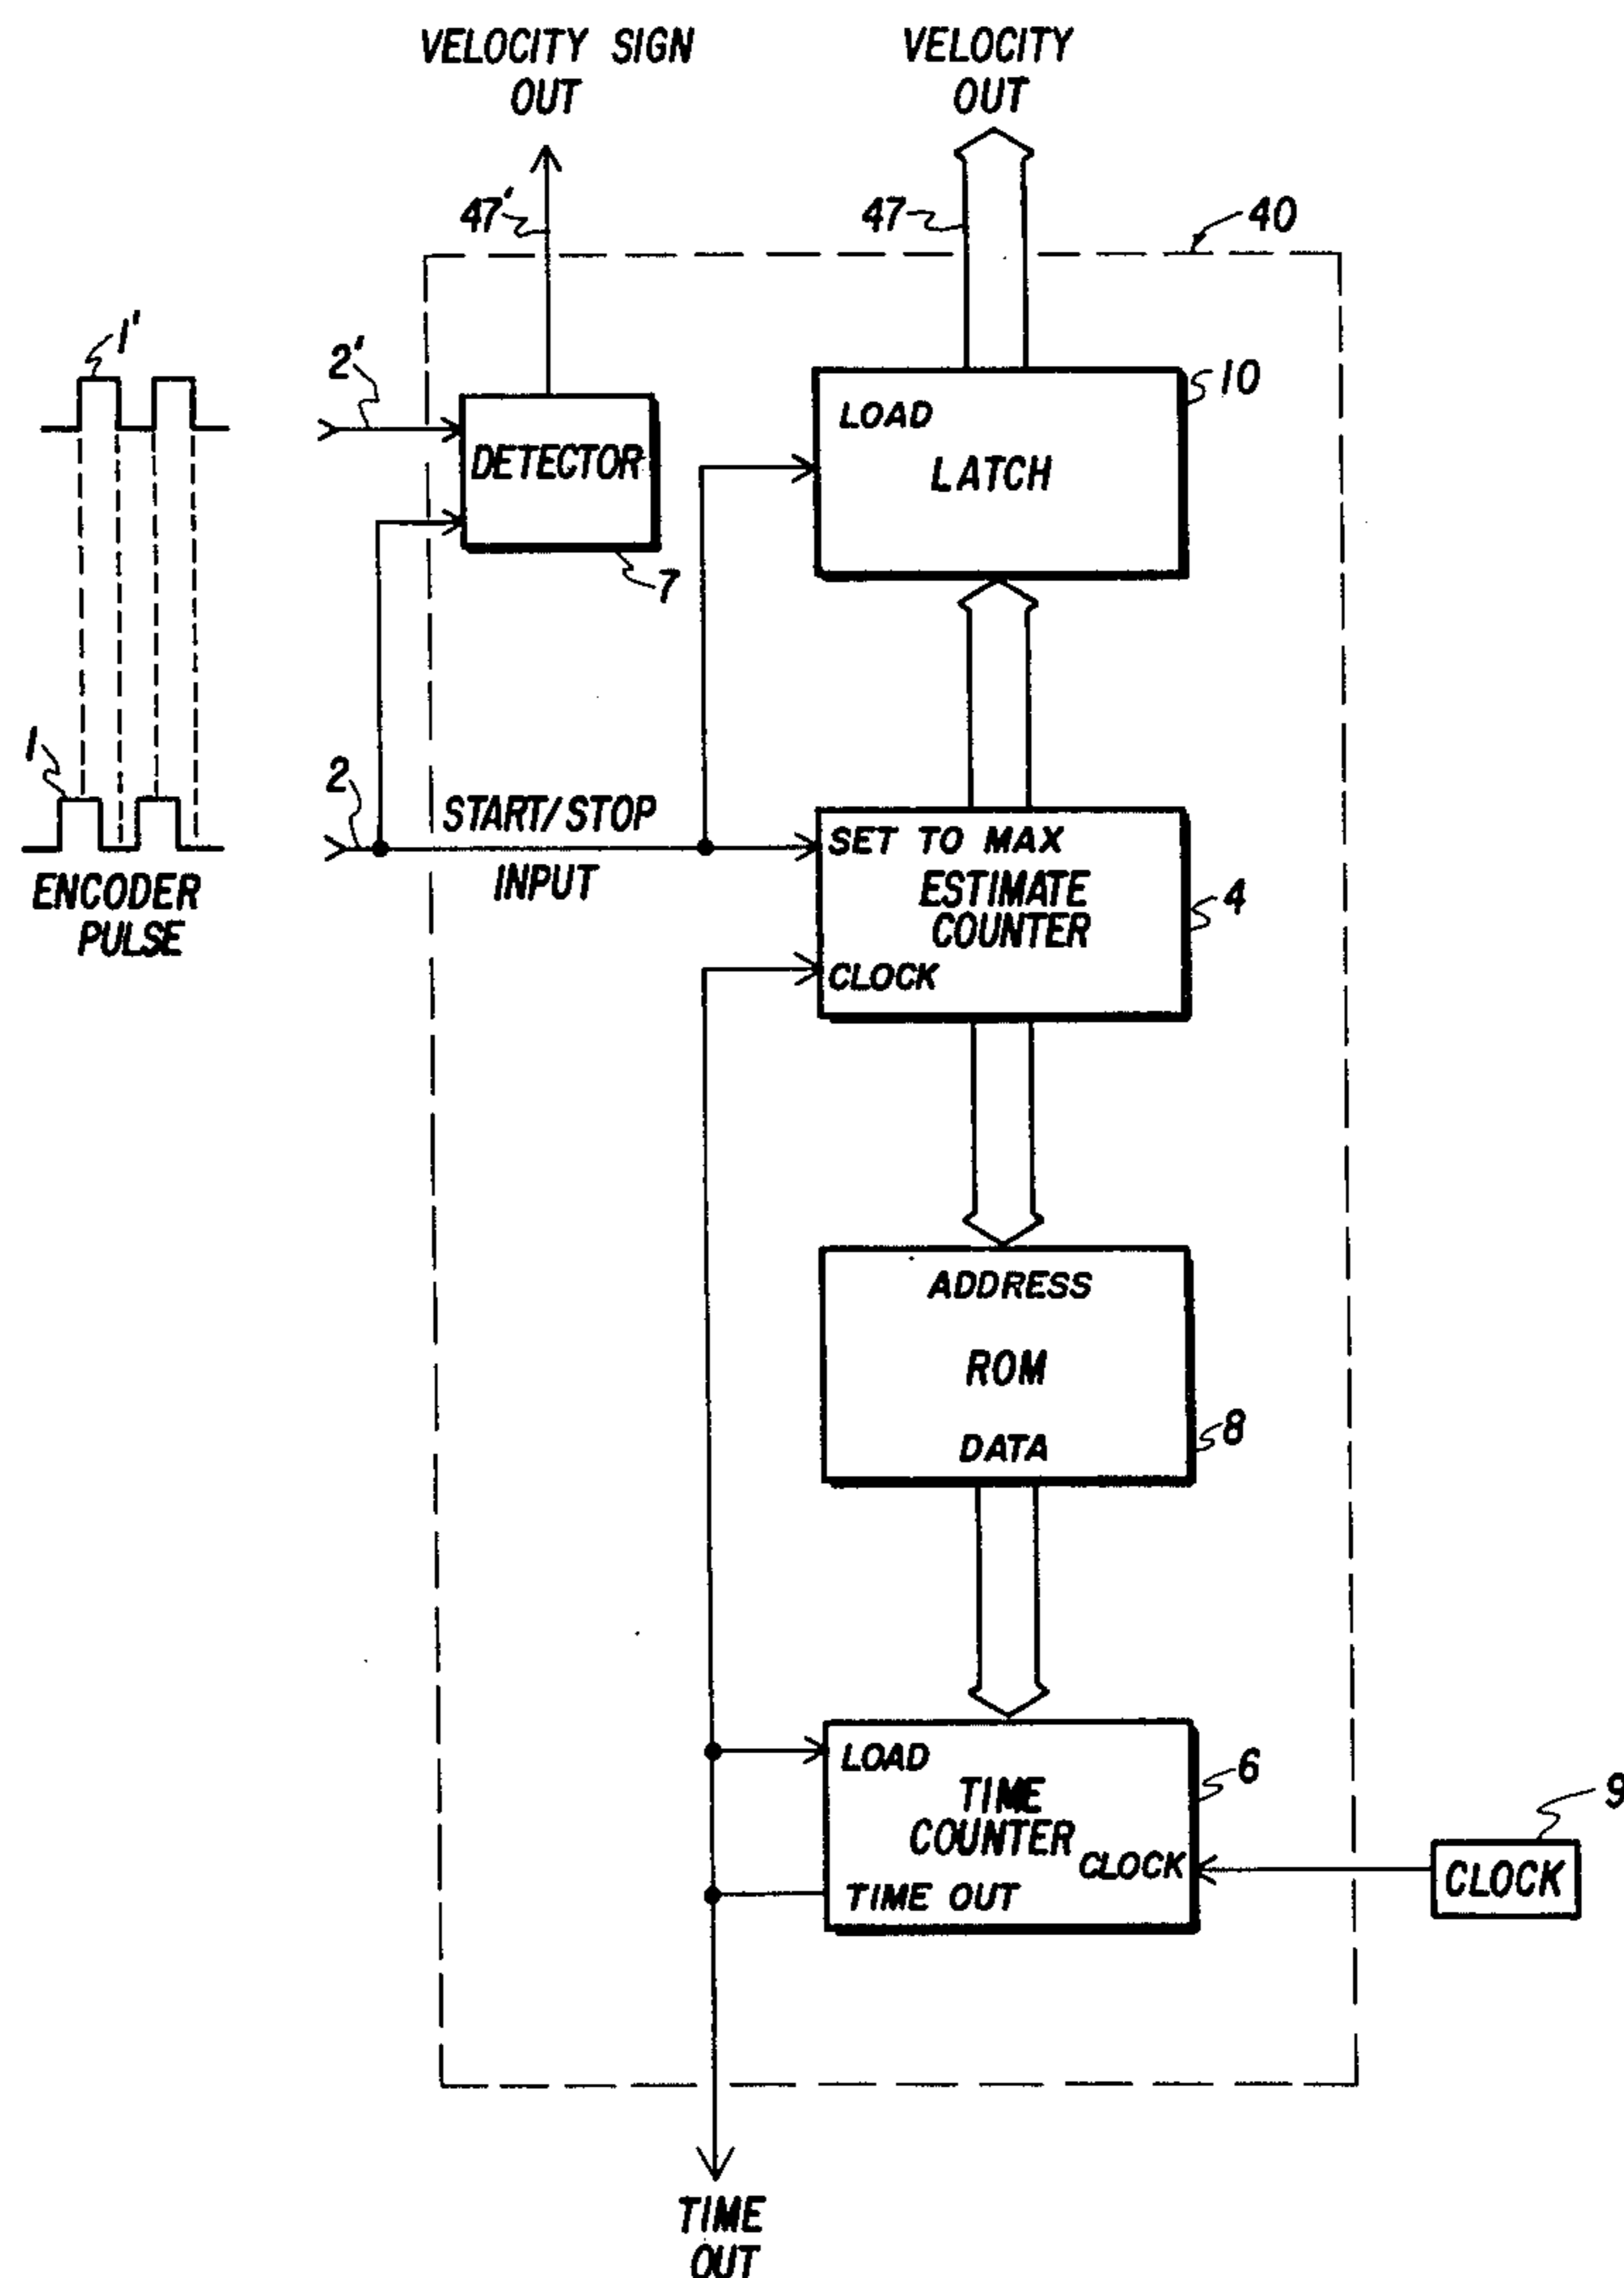 VELOCITY SIGN
OUT
VELOCITY
OUT
47'
47
40
1'
2'
DETECTOR
7
LOAD
LATCH
10
1
ENCODER
PULSE
2
START/STOP
INPUT
SET TO MAX
ESTIMATE
COUNTER
CLOCK
4
ADDRESS
ROM
DATA
8
LOAD
TIME
COUNTER
CLOCK
TIME OUT
6
9
CLOCK
TIME
OUT